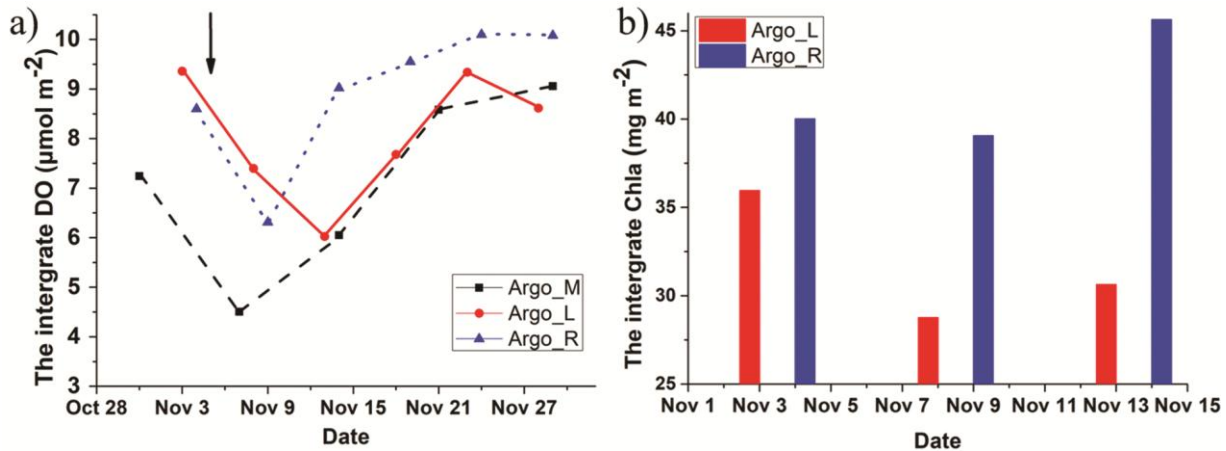 a)
The intergrate DO (μmol m-2)
10
9
8
7
6
5
4
3
Oct 28 Nov 3 Nov 9 Nov 15 Nov 21 Nov 27
Date
Argo_M
Argo_L
Argo_R
b)
Argo_L
Argo_R
The intergrate Chla (mg m-2)
45
40
35
30
25
Nov 1 Nov 3 Nov 5 Nov 7 Nov 9 Nov 11 Nov 13 Nov 15
Date